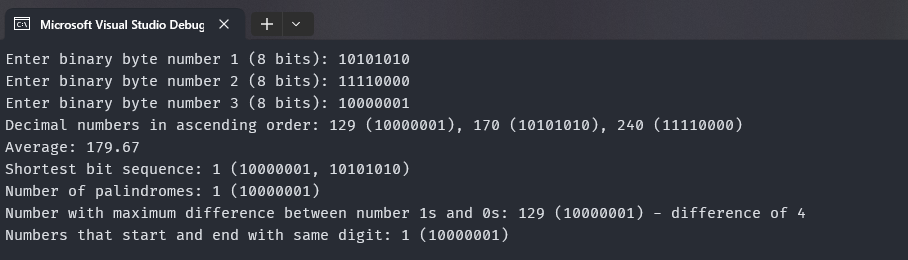 Microsoft Visual Studio Debug
Enter binary byte number 1 (8 bits): 10101010
Enter binary byte number 2 (8 bits): 11110000
Enter binary byte number 3 (8 bits): 10000001
Decimal numbers in ascending order: 129 (10000001), 170 (10101010), 240 (11110000)
Average: 179.67
Shortest bit sequence: 1 (10000001, 10101010)
Number of palindromes: 1 (10000001)
Number with maximum difference between number 1s and 0s: 129 (10000001) - difference of 4
Numbers that start and end with same digit: 1 (10000001)